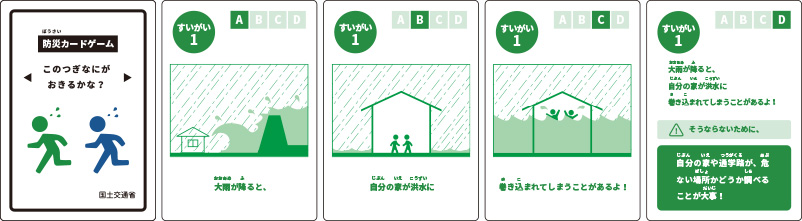 ぼうさい
防災カードゲーム
このつぎなにが
おきるかな？
国土交通省
すいがい
1
A B C D
おおあめ ふ
大雨が降ると、
すいがい
1
A B C D
じぶん いえ こうずい
自分の家が洪水に
すいがい
1
A B C D
ま こ
巻き込まれてしまうことがあるよ！
すいがい
1
A B C D
おおあめ ふ
大雨が降ると、
じぶん いえ こうずい
自分の家が洪水に
ま こ
巻き込まれてしまうことがあるよ！
そうならないために、
じぶん いえ つうがくろ あぶ
自分の家や通学路が、危
ばしょ しら
ない場所かどうか調べる
だいじ
ことが大事！